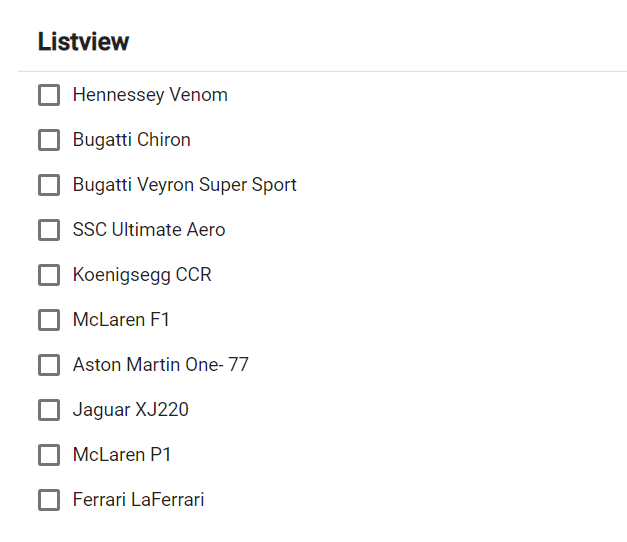 Listview
Hennessey Venom
Bugatti Chiron
Bugatti Veyron Super Sport
SSC Ultimate Aero
Koenigsegg CCR
McLaren F1
Aston Martin One- 77
Jaguar XJ220
McLaren P1
Ferrari LaFerrari